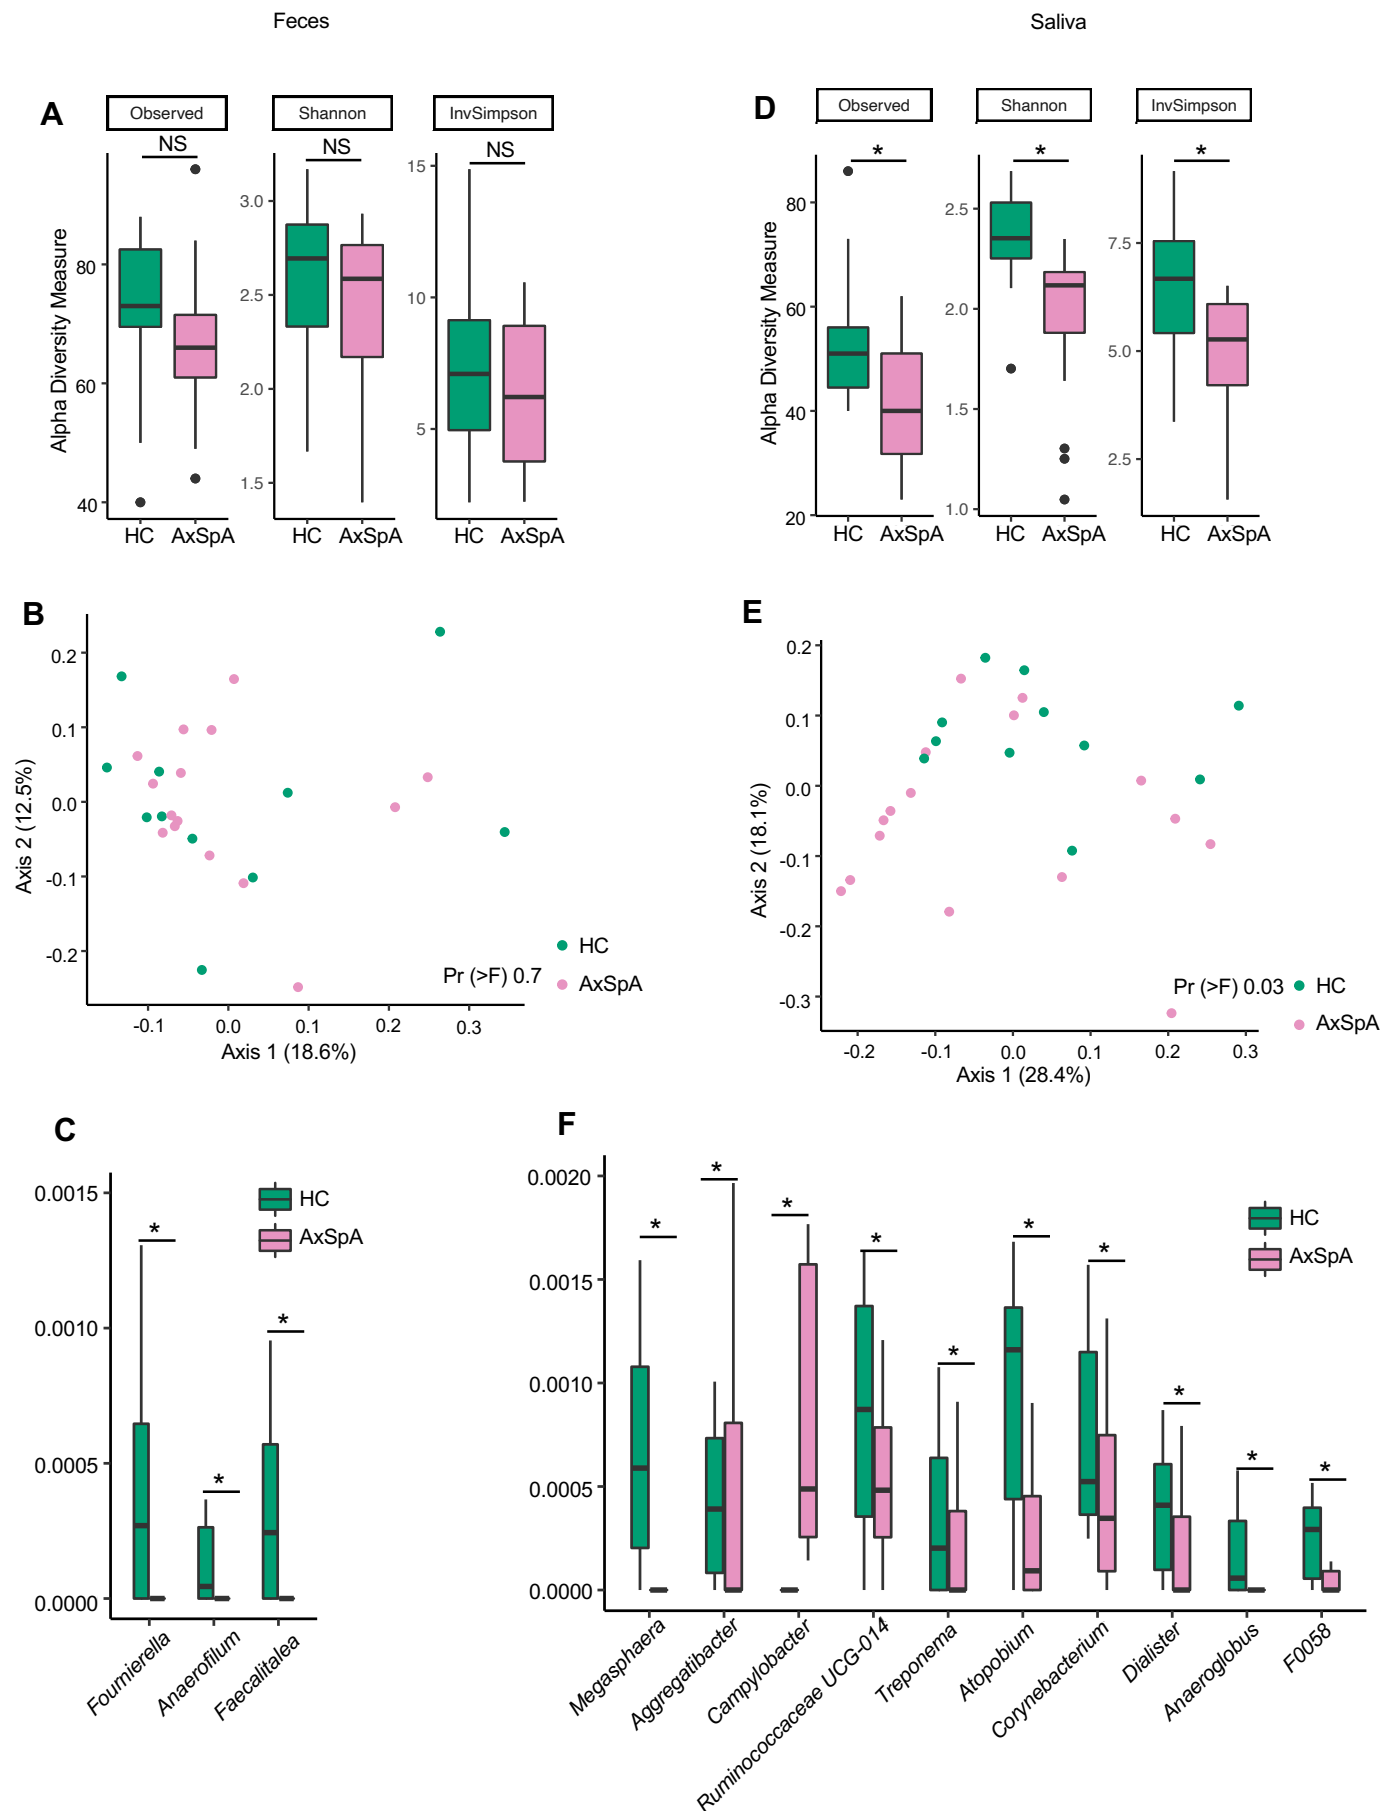 Feces
Saliva
A
Observed
Shannon
InvSimpson
NS
NS
NS
Alpha Diversity Measure
80
60
40
3.0
2.5
2.0
1.5
15
10
5
HC
AxSpA
HC
AxSpA
HC
AxSpA
D
Observed
Shannon
InvSimpson
*
*
*
Alpha Diversity Measure
80
60
40
20
2.5
2.0
1.5
1.0
7.5
5.0
2.5
HC
AxSpA
HC
AxSpA
HC
AxSpA
B
Axis 2 (12.5%)
0.2
0.1
0.0
-0.1
-0.2
Pr (>F) 0.7
HC
AxSpA
-0.1
0.0
0.1
0.2
0.3
Axis 1 (18.6%)
E
Axis 2 (18.1%)
0.2
0.1
0.0
-0.1
-0.2
-0.3
Pr (>F) 0.03
HC
AxSpA
-0.2
-0.1
0.0
0.1
0.2
0.3
Axis 1 (28.4%)
C
0.0015
0.0010
0.0005
0.0000
HC
AxSpA
*
*
*
Fournierella
Anaerofilum
Faecalitalea
F
0.0020
0.0015
0.0010
0.0005
0.0000
HC
AxSpA
*
*
*
*
*
*
*
*
*
*
Megasphaera
Aggregatibacter
Campylobacter
Ruminococcaceae UCG-014
Treponema
Atopobium
Corynebacterium
Dialister
Anaeroglobus
F0058